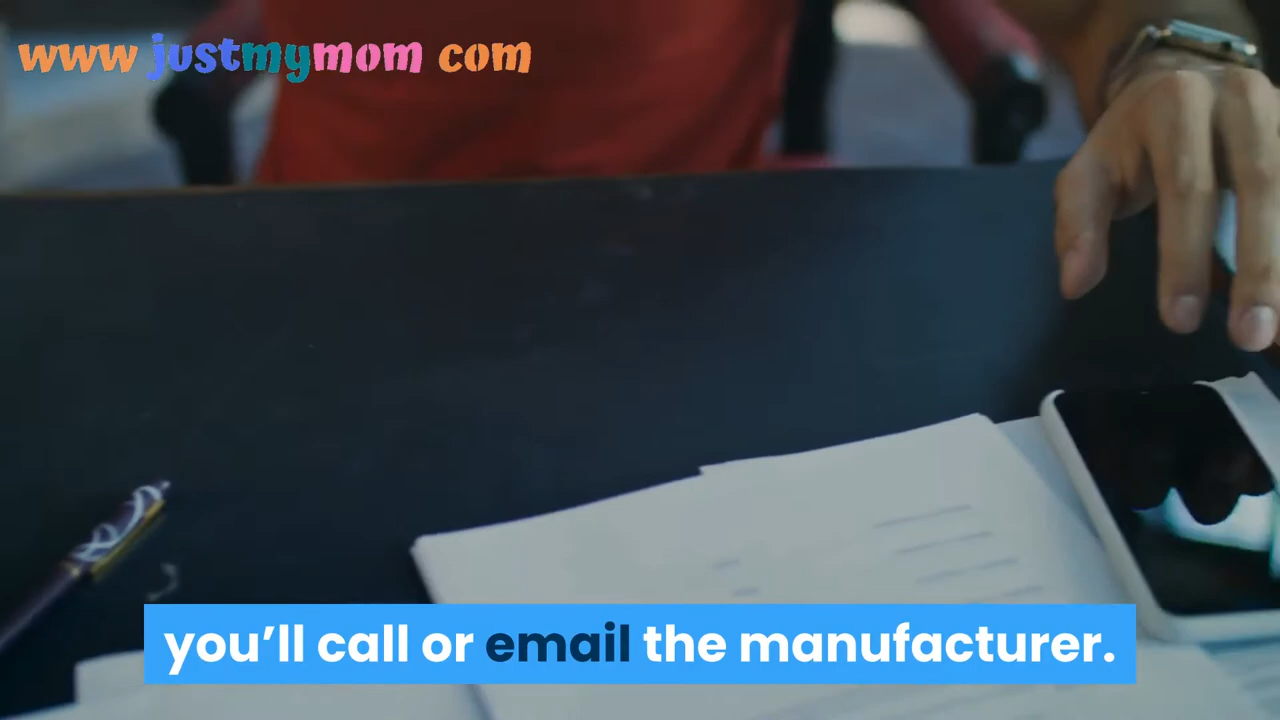 www justmymom com
you’ll call or email the manufacturer.